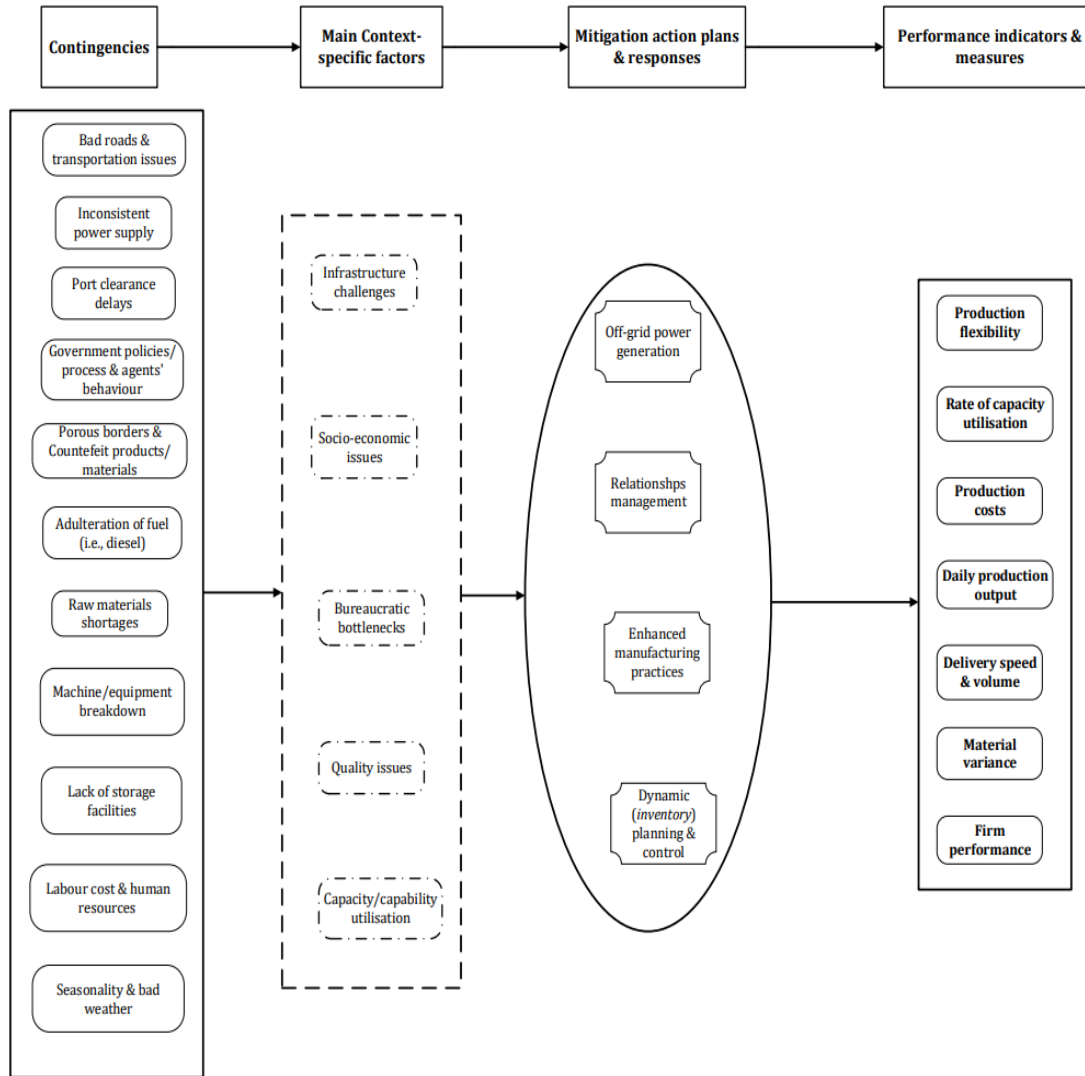 Contingencies
Main Context-
specific factors
Mitigation action plans
& responses
Performance indicators &
measures
Bad roads &
transportation issues
Inconsistent
power supply
Port clearance
delays
Government policies/
process & agents'
behaviour
Porous borders &
Countefeit products/
materials
Adulteration of fuel
(i.e., diesel)
Raw materials
shortages
Machine/equipment
breakdown
Lack of storage
facilities
Labour cost & human
resources
Seasonality & bad
weather
Infrastructure
challenges
Socio-economic
issues
Bureaucratic
bottlenecks
Quality issues
Capacity/capability
utilisation
Off-grid power
generation
Relationshps
management
Enhanced
manufacturing
practices
Dynamic
(inventory)
planning &
control
Production
flexibility
Rate of capacity
utilisation
Production
costs
Daily production
output
Delivery speed
& volume
Material
variance
Firm
performance